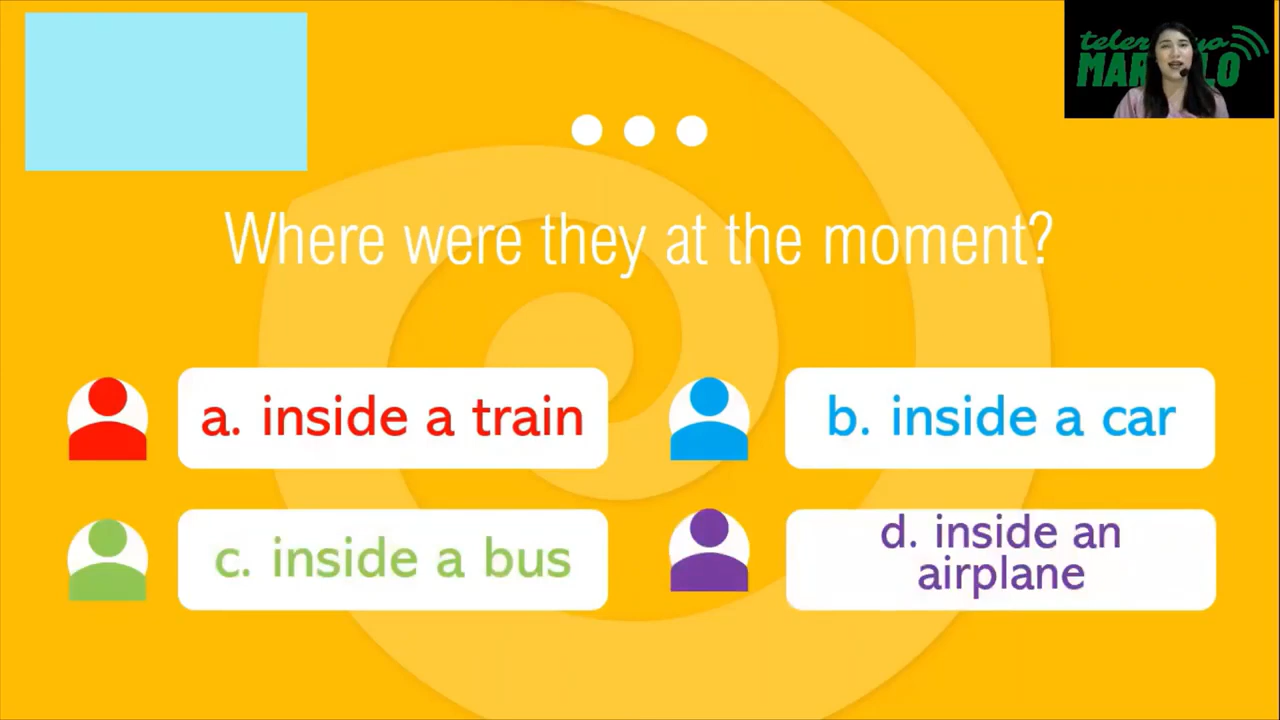 Where were they at the moment?
a. inside a train
b. inside a car
c. inside a bus
d. inside an
airplane